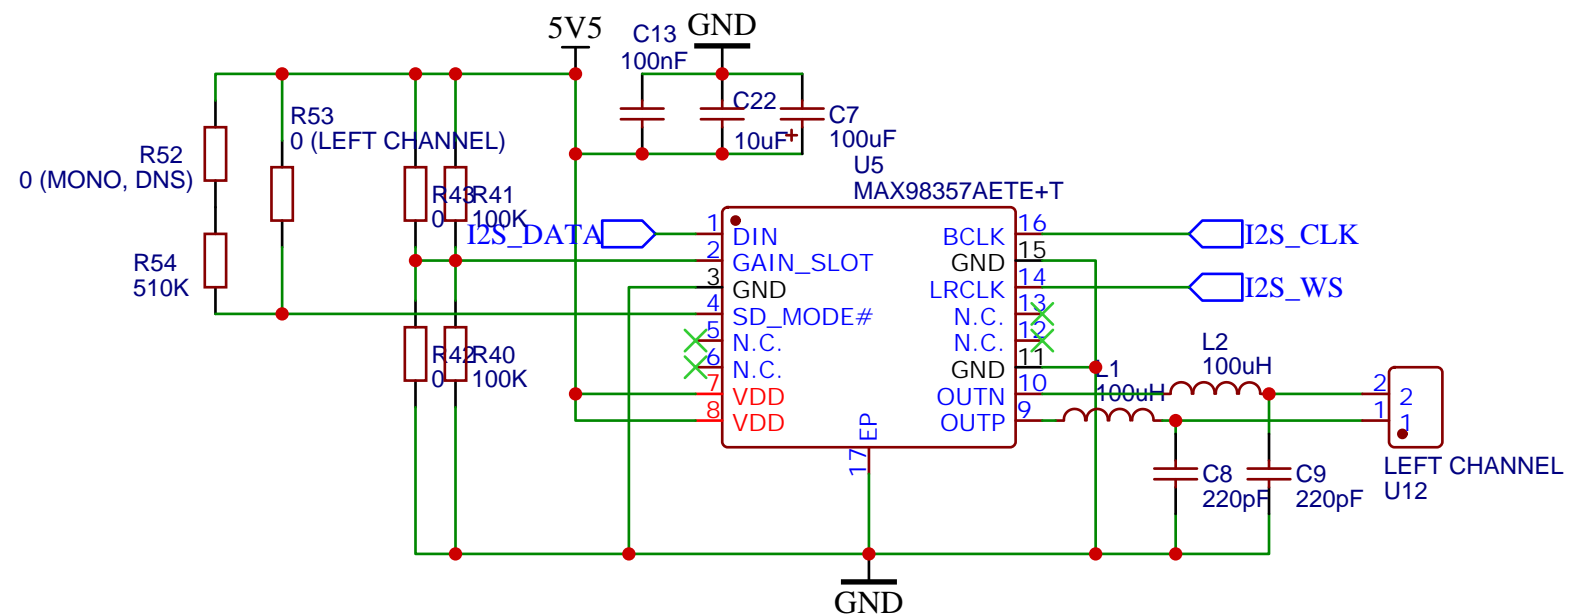 5V5
C13
100nF
GND
C22
10uF
+
C7
100uF
R53
0 (LEFT CHANNEL)
R52
0 (MONO, DNS)
R54
510K
R43
0
R41
100K
R42
0
R40
100K
U5
MAX98357AETE+T
I2S_DATA
1
DIN
2
GAIN_SLOT
3
GND
4
SD_MODE#
5
N.C.
6
N.C.
7
VDD
8
VDD
EP
17
16
BCLK
15
GND
14
LRCLK
13
N.C.
12
N.C.
11
GND
10
OUTN
9
OUTP
I2S_CLK
I2S_WS
L2
100uH
L1
100uH
C8
220pF
C9
220pF
2
2
1
1
LEFT CHANNEL
U12
GND